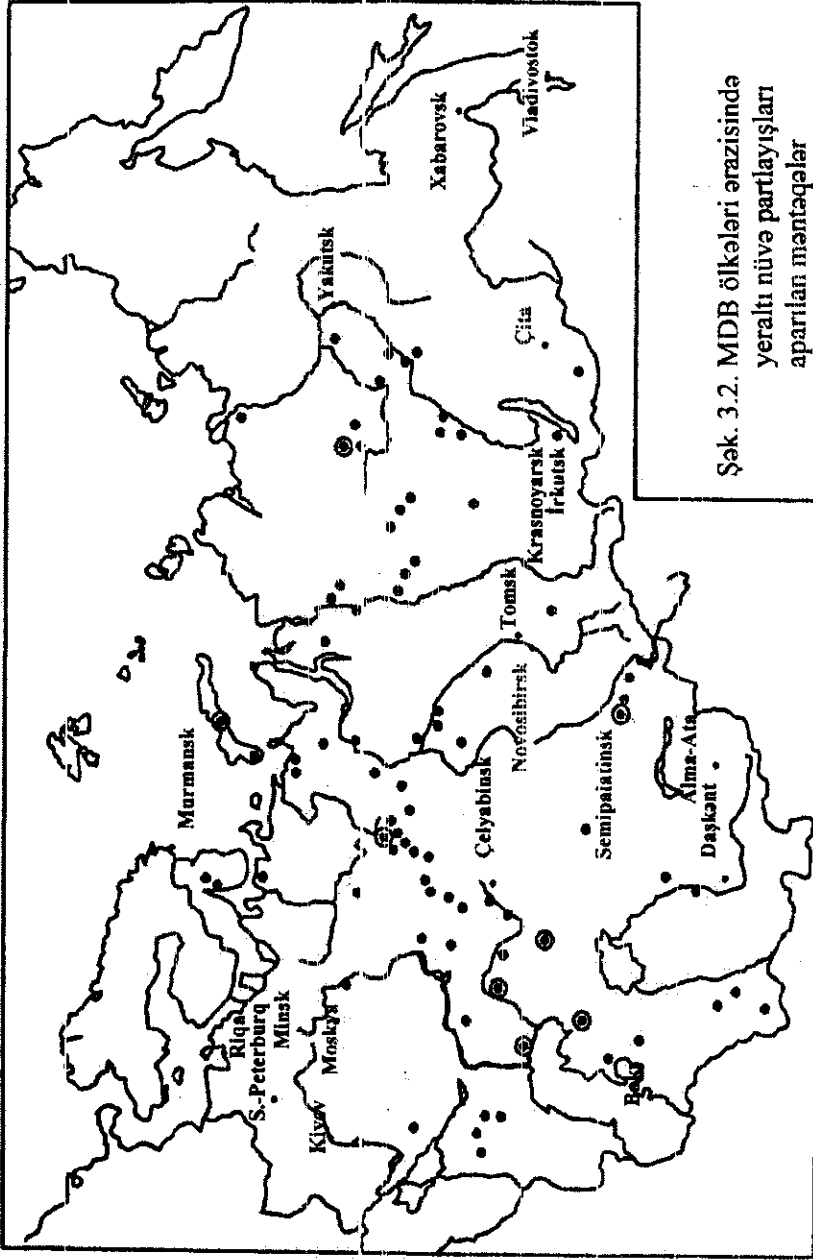 Murmansk
Riqa
S.-Peterburq
Minsk
Moskva
Kiyev
Yakutsk
Xabarovsk
Vladivostok
Çita
Krasnoyarsk
İrkutsk
Tomsk
Novosibirsk
Çelyabinsk
Semipalatinsk
Alma-Ata
Daşkənt
Bakı
Şək. 3.2. MDB ölkələri ərazisində
yeraltı nüvə partlayışları
aparılan məntəqələr